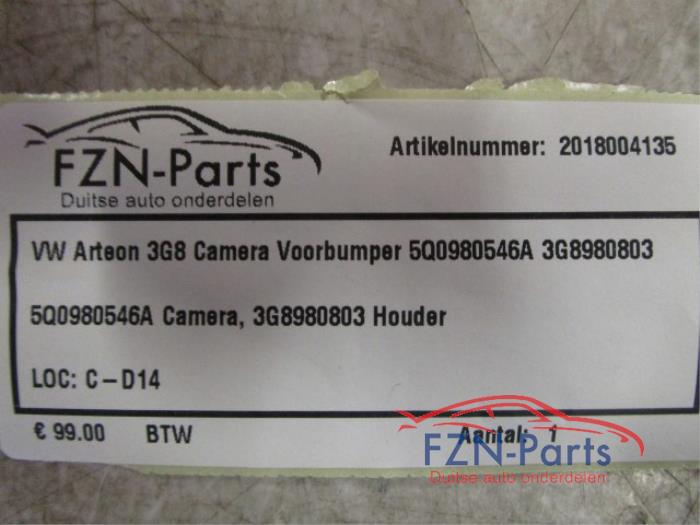 FZN-Parts
Duitse auto onderdelen
Artikelnummer: 2018004135
VW Arteon 3G8 Camera Voorbumper 5Q0980546A 3G8980803
5Q0980546A Camera, 3G8980803 Houder
LOC: C-D14
€ 99.00 BTW Aantal: 1
FZN-Parts
Duitse auto onderdelen